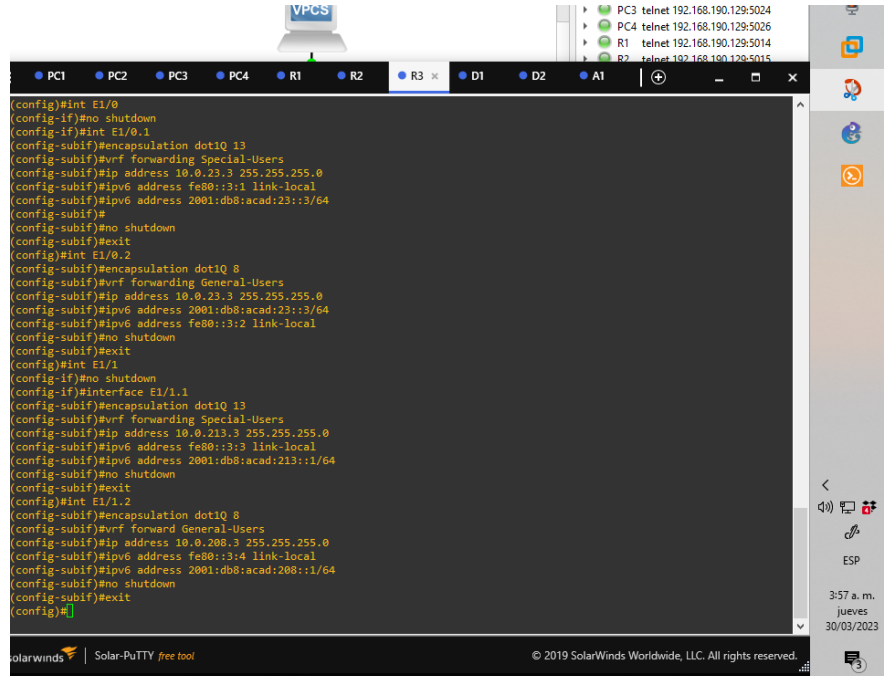 VPCS
PC3 telnet 192.168.190.129:5024
PC4 telnet 192.168.190.129:5026
R1 telnet 192.168.190.129:5014
R2 telnet 192.168.190.129:5015
PC1 PC2 PC3 PC4 R1 R2 R3 × D1 D2 A1
(config)#int E1/0
(config-if)#no shutdown
(config-if)#int E1/0.1
(config-subif)#encapsulation dot1Q 13
(config-subif)#vrf forwarding Special-Users
(config-subif)#ip address 10.0.23.3 255.255.255.0
(config-subif)#ipv6 address fe80::3:1 link-local
(config-subif)#ipv6 address 2001:db8:acad:23::3/64
(config-subif)#
(config-subif)#no shutdown
(config-subif)#exit
(config)#int E1/0.2
(config-subif)#encapsulation dot1Q 8
(config-subif)#vrf forwarding General-Users
(config-subif)#ip address 10.0.23.3 255.255.255.0
(config-subif)#ipv6 address 2001:db8:acad:23::3/64
(config-subif)#ipv6 address fe80::3:2 link-local
(config-subif)#no shutdown
(config-subif)#exit
(config)#int E1/1
(config-if)#no shutdown
(config-if)#interface E1/1.1
(config-subif)#encapsulation dot1Q 13
(config-subif)#vrf forwarding Special-Users
(config-subif)#ip address 10.0.213.3 255.255.255.0
(config-subif)#ipv6 address fe80::3:3 link-local
(config-subif)#ipv6 address 2001:db8:acad:213::1/64
(config-subif)#no shutdown
(config-subif)#exit
(config)#int E1/1.2
(config-subif)#encapsulation dot1Q 8
(config-subif)#vrf forward General-Users
(config-subif)#ip address 10.0.208.3 255.255.255.0
(config-subif)#ipv6 address fe80::3:4 link-local
(config-subif)#ipv6 address 2001:db8:acad:208::1/64
(config-subif)#no shutdown
(config-subif)#exit
(config)#
ESP
3:57 a. m.
jueves
30/03/2023
3
solarwinds Solar-PuTTY free tool
© 2019 SolarWinds Worldwide, LLC. All rights reserved.